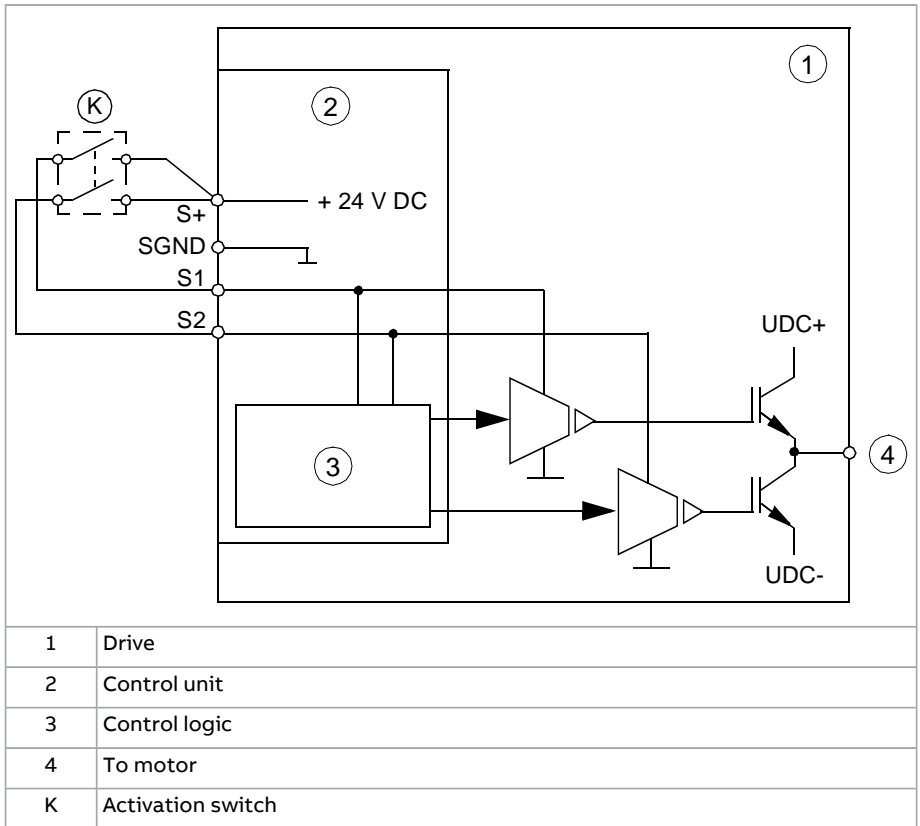 1
2
K
+ 24 V DC
S+
SGND
S1
S2
UDC+
3
4
UDC-
1 Drive
2 Control unit
3 Control logic
4 To motor
K Activation switch